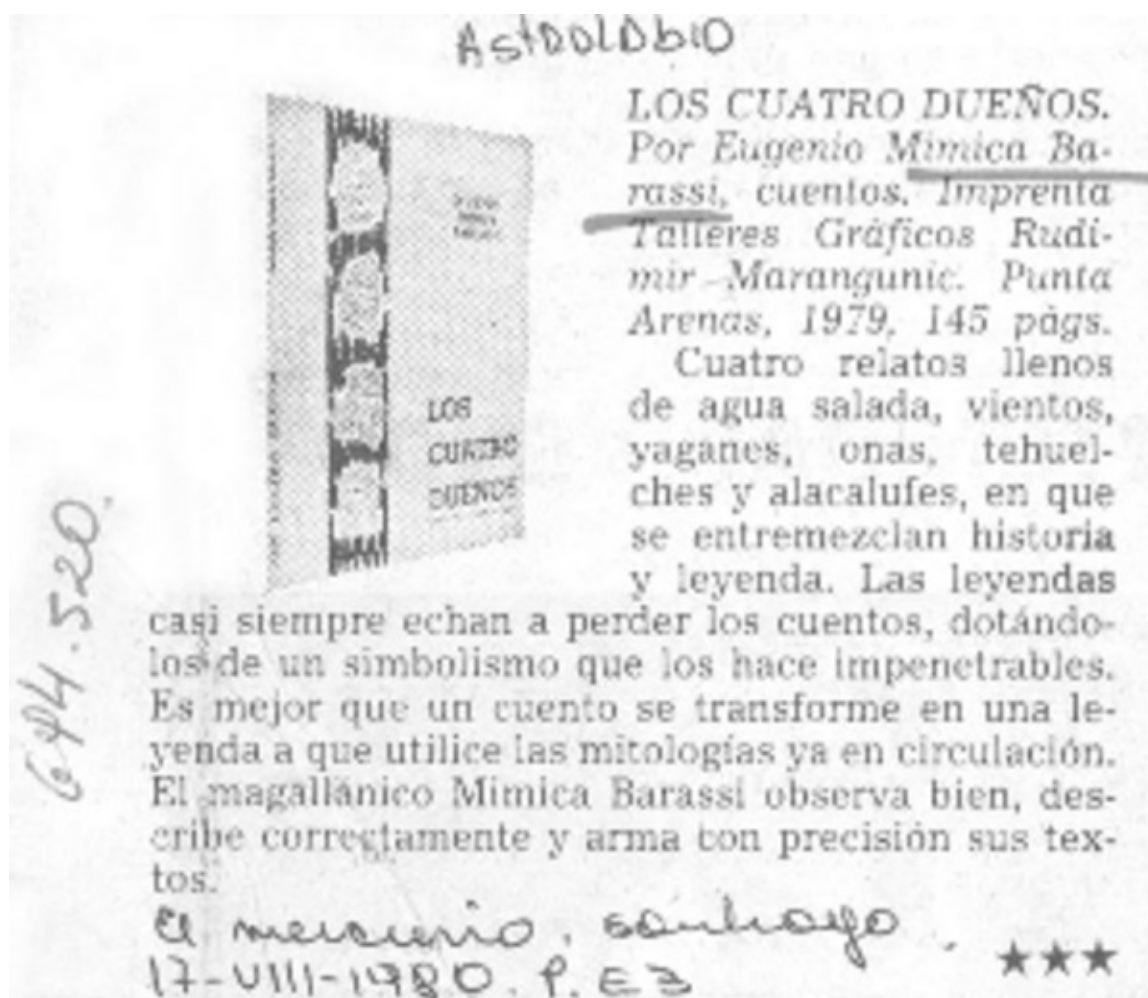 AStROLAbIO
LOS CUATRO DUEÑOS.
Por Eugenio Mimica Ba-
rassi, cuentos. Imprenta
Talleres Gráficos Rudi-
mir Marangunic. Punta
Arenas, 1979, 145 págs.
Cuatro relatos llenos
de agua salada, vientos,
yaganes, onas, tehuel-
ches y alacalufes, en que
se entremezclan historia
y leyenda. Las leyendas
casi siempre echan a perder los cuentos, dotándo-
los de un simbolismo que los hace impenetrables.
Es mejor que un cuento se transforme en una le-
yenda a que utilice las mitologías ya en circulación.
El magallánico Mimica Barassi observa bien, des-
cribe correctamente y arma con precisión sus tex-
tos.
LOS
CUATRO
DUEÑOS
El mercurio, santiago
17-VIII-1980. P. E3